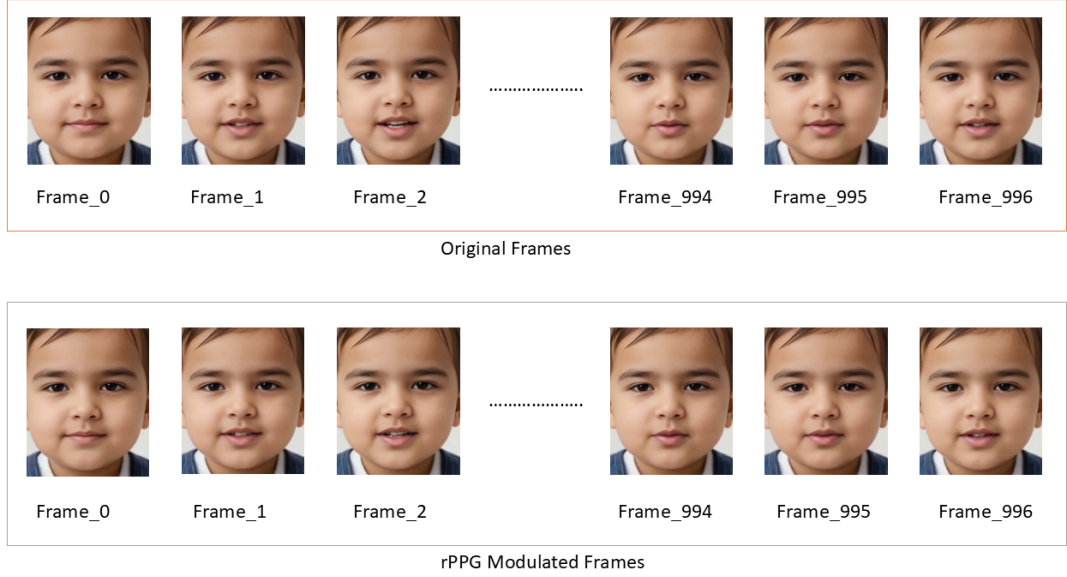 Frame_0 Frame_1 Frame_2 ..................... Frame_994 Frame_995 Frame_996
Original Frames
..................... 
Frame_0 Frame_1 Frame_2 Frame_994 Frame_995 Frame_996
rPPG Modulated Frames